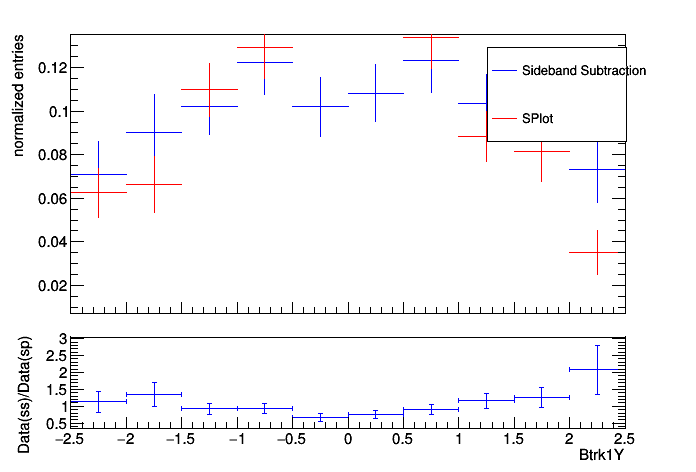 normalized entries
0.12
0.1
0.08
0.06
0.04
0.02
Sideband Subtraction
SPlot
Data(ss)/Data(sp)
3
2.5
2
1.5
1
0.5
−2.5 −2 −1.5 −1 −0.5 0 0.5 1 1.5 2 2.5
Btrk1Y